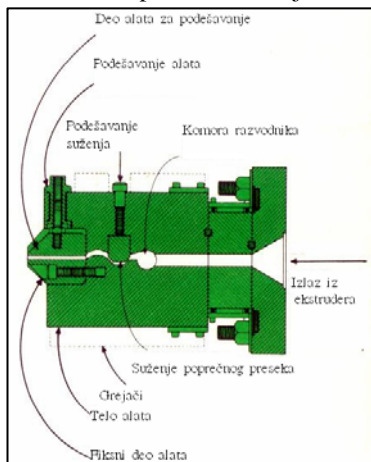 Deo alata za podešavanje
Podešavanje alata
Podešavanje
suženja
Komora razvodnika
Izlaz iz
ekstrudera
Suženje poprečnog preseka
Grejači
Telo alata
Fiksni deo alata